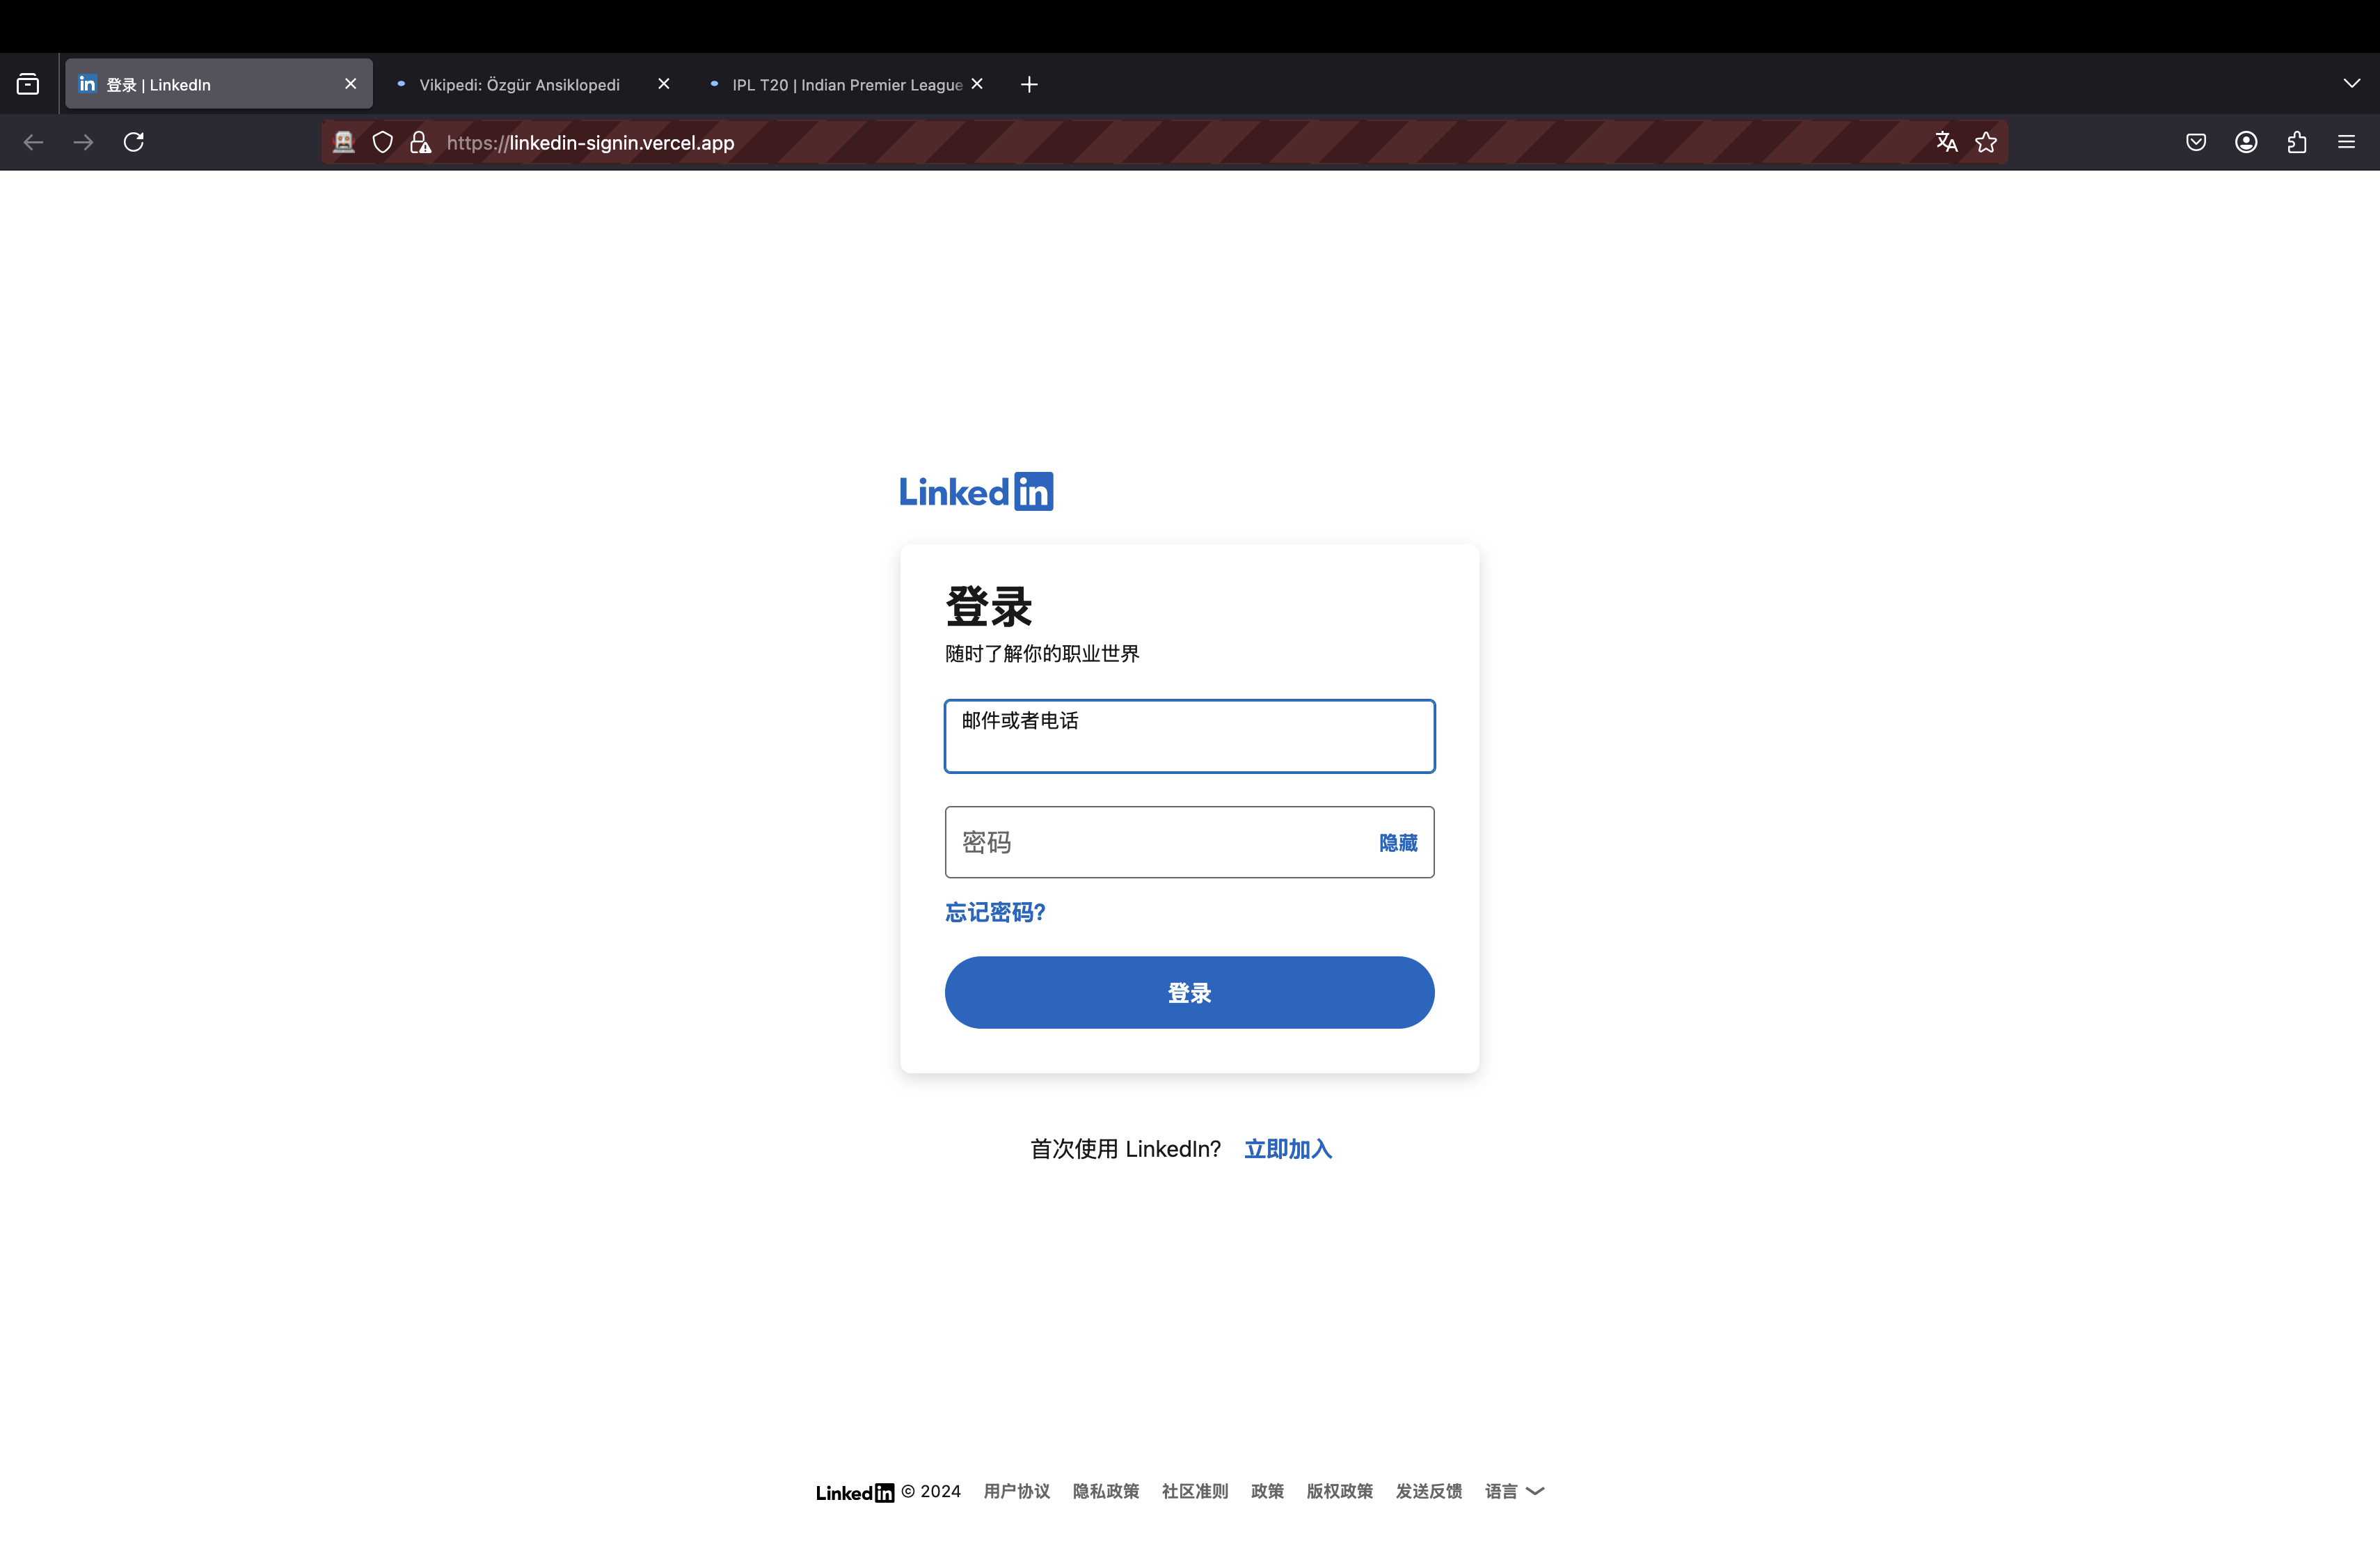 登录 | LinkedIn
Vikipedi: Özgür Ansiklopedi
IPL T20 | Indian Premier League
https://linkedin-signin.vercel.app
LinkedIn
登录
随时了解你的职业世界
邮件或者电话
密码
隐藏
忘记密码?
登录
首次使用 LinkedIn? 立即加入
LinkedIn © 2024 用户协议 隐私政策 社区准则 政策 版权政策 发送反馈 语言